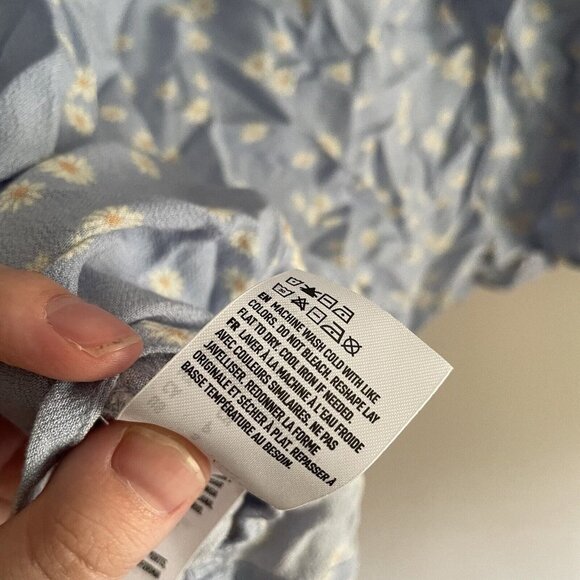 EN MACHINE WASH COLD WITH LIKE
COLORS. DO NOT BLEACH, RESHAPE LAY
FLAT TO DRY, COOL IRON IF NEEDED
FR LAVER À LA MACHINE À L'EAU FROIDE
AVEC COULEURS SIMILAIRES. NE PAS
JAVELLISER, REDONNER LA FORME
ORIGINALE ET SÉCHER À PLAT, REPASSER À
BASSE TEMPÉRATURE AU BESOIN.